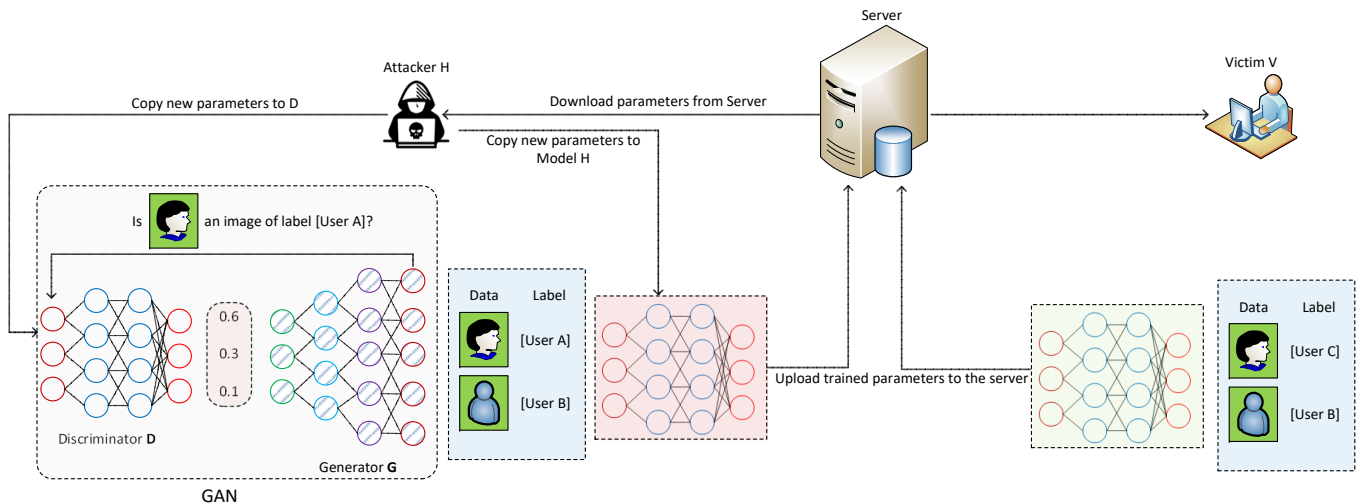 Server
Attacker H
Victim V
Copy new parameters to D
Download parameters from Server
Copy new parameters to
Model H
Is
an image of label [User A]?
Data
Label
[User A]
[User B]
0.6
0.3
0.1
Discriminator D
Generator G
GAN
Upload trained parameters to the server
Data
Label
[User C]
[User B]